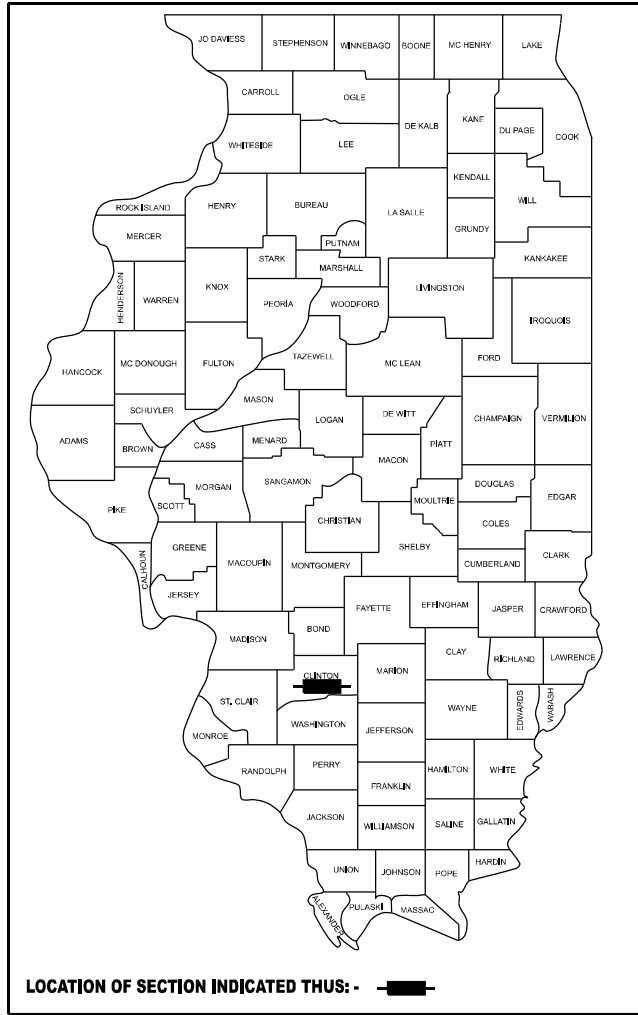 JO DAVIESS
STEPHENSON
WINNEBAGO
BOONE
MC HENRY
LAKE
CARROLL
OGLE
DE KALB
KANE
DU PAGE
COOK
WHITESIDE
LEE
KENDALL
WILL
ROCK ISLAND
HENRY
BUREAU
LA SALLE
GRUNDY
MERCER
PUTNAM
STARK
MARSHALL
KANKAKEE
HENDERSON
WARREN
KNOX
PEORIA
WOODFORD
LIVINGSTON
IROQUOIS
HANCOCK
MC DONOUGH
FULTON
TAZEWELL
MC LEAN
FORD
SCHUYLER
MASON
LOGAN
DE WITT
CHAMPAIGN
VERMILION
ADAMS
BROWN
CASS
MENARD
MACON
PIATT
PIKE
SCOTT
MORGAN
SANGAMON
MOULTRIE
DOUGLAS
EDGAR
CHRISTIAN
COLES
CALHOUN
GREENE
MACOUPIN
MONTGOMERY
SHELBY
CUMBERLAND
CLARK
JERSEY
FAYETTE
EFFINGHAM
JASPER
CRAWFORD
MADISON
BOND
CLAY
RICHLAND
LAWRENCE
CLINTON
MARION
ST. CLAIR
WAYNE
EDWARDS
WABASH
WASHINGTON
JEFFERSON
MONROE
RANDOLPH
PERRY
HAMILTON
WHITE
FRANKLIN
JACKSON
WILLIAMSON
SALINE
GALLATIN
UNION
JOHNSON
POPE
HARDIN
ALEXANDER
PULASKI
MASSAC
LOCATION OF SECTION INDICATED THUS: -